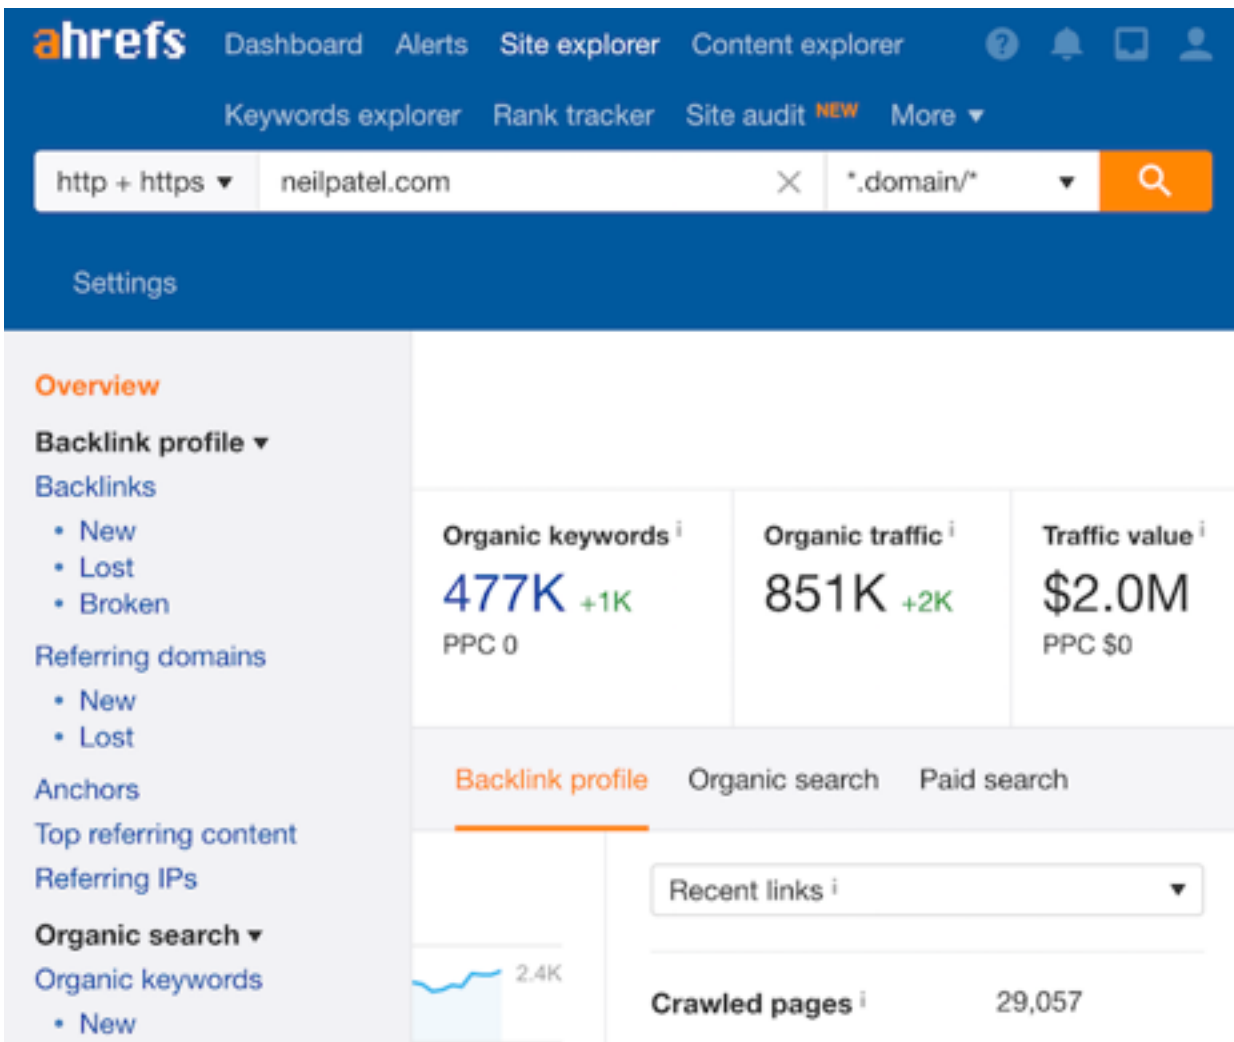 ahrefs Dashboard Alerts Site explorer Content explorer
Keywords explorer Rank tracker Site audit NEW More
http + https neilpatel.com *.domain/*
Settings
Overview
Backlink profile
Backlinks
• New
• Lost
• Broken
Referring domains
• New
• Lost
Anchors
Top referring content
Referring IPs
Organic search
Organic keywords
• New
Organic keywords i
477K +1K
PPC 0
Organic traffic i
851K +2K
Traffic value i
$2.0M
PPC $0
Backlink profile Organic search Paid search
Recent links i
2.4K
Crawled pages i 29,057